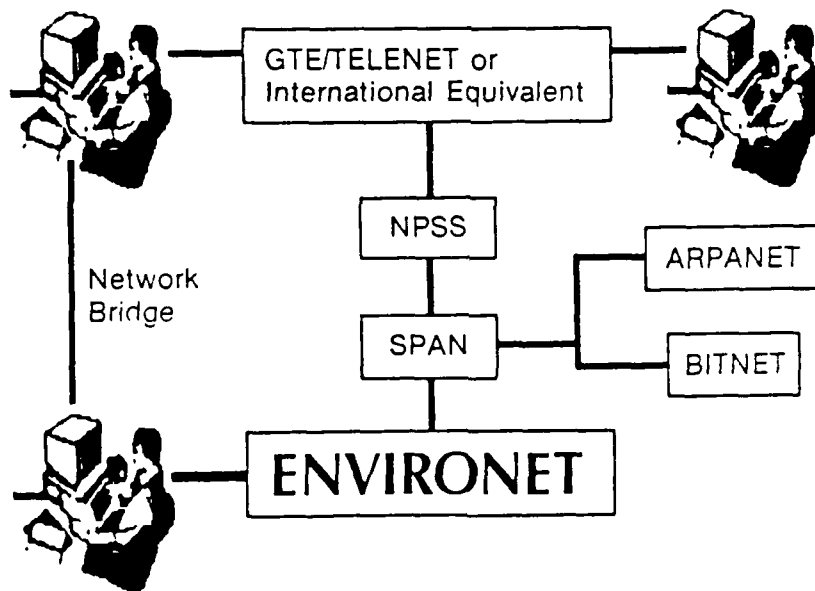 GTE/TELENET or
International Equivalent
NPSS
ARPANET
Network
Bridge
SPAN
BITNET
ENVIRONET